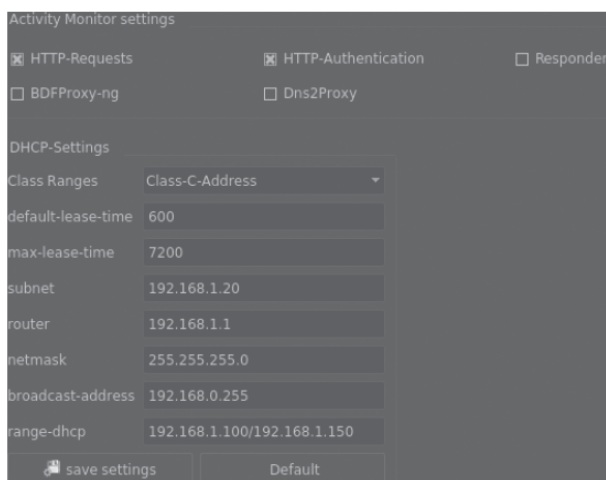 Activity Monitor settings
HTTP-Requests HTTP-Authentication Responder
BDFProxy-ng Dns2Proxy
DHCP-Settings
Class Ranges Class-C-Address
default-lease-time 600
max-lease-time 7200
subnet 192.168.1.20
router 192.168.1.1
netmask 255.255.255.0
broadcast-address 192.168.0.255
range-dhcp 192.168.1.100/192.168.1.150
save settings Default